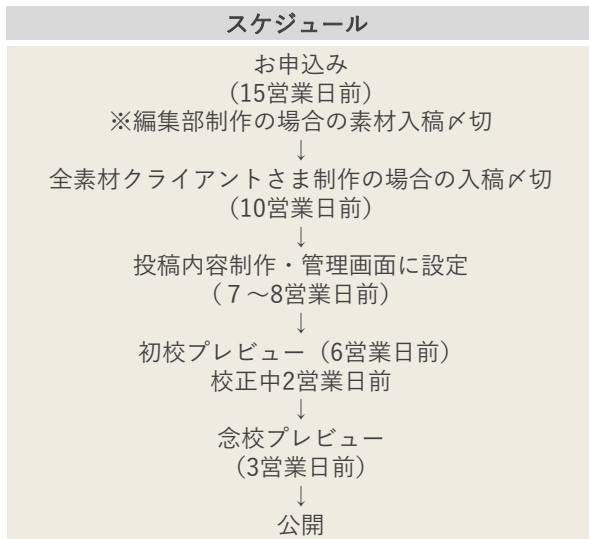 スケジュール
お申込み
（15営業日前）
※編集部制作の場合の素材入稿〆切
↓
全素材クライアントさま制作の場合の入稿〆切
（10営業日前）
↓
投稿内容制作・管理画面に設定
（７～8営業日前）
↓
初校プレビュー（6営業日前）
校正中2営業日前
↓
念校プレビュー
（3営業日前）
↓
公開